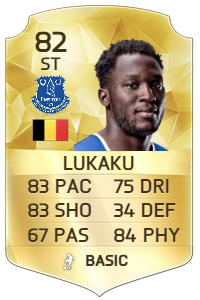 82
ST
LUKAKU
83 PAC 75 DRI
83 SHO 34 DEF
67 PAS 84 PHY
BASIC